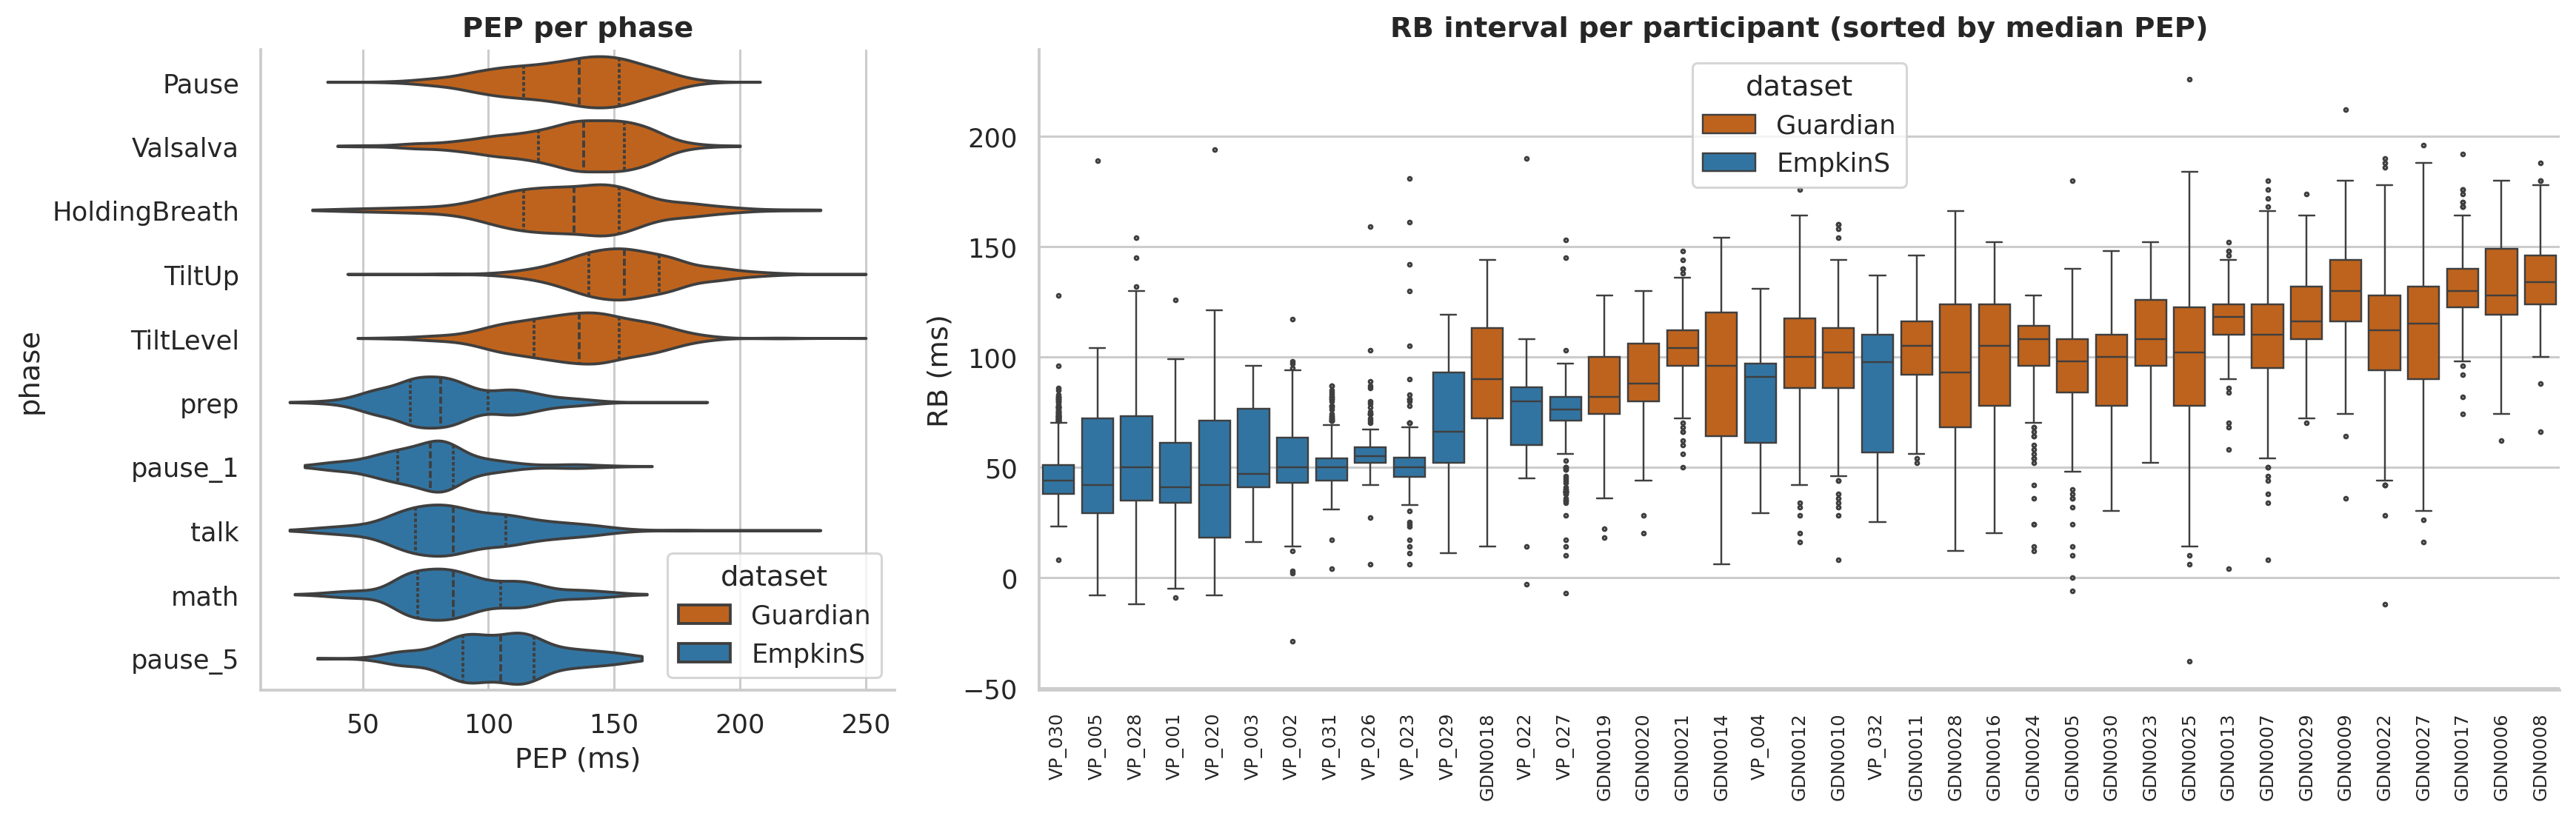 PEP per phase
phase
Pause
Valsalva
HoldingBreath
TiltUp
TiltLevel
prep
pause_1
talk
math
pause_5
dataset
Guardian
EmpkinS
50 100 150 200 250
PEP (ms)
RB interval per participant (sorted by median PEP)
RB (ms)
200
150
100
50
0
−50
dataset
Guardian
EmpkinS
VP_030
VP_005
VP_028
VP_001
VP_020
VP_003
VP_002
VP_031
VP_026
VP_023
VP_029
GDN0018
VP_022
VP_027
GDN0019
GDN0020
GDN0021
GDN0014
VP_004
GDN0012
GDN0010
VP_032
GDN0011
GDN0028
GDN0016
GDN0024
GDN0005
GDN0030
GDN0023
GDN0025
GDN0013
GDN0007
GDN0029
GDN0009
GDN0022
GDN0027
GDN0017
GDN0006
GDN0008